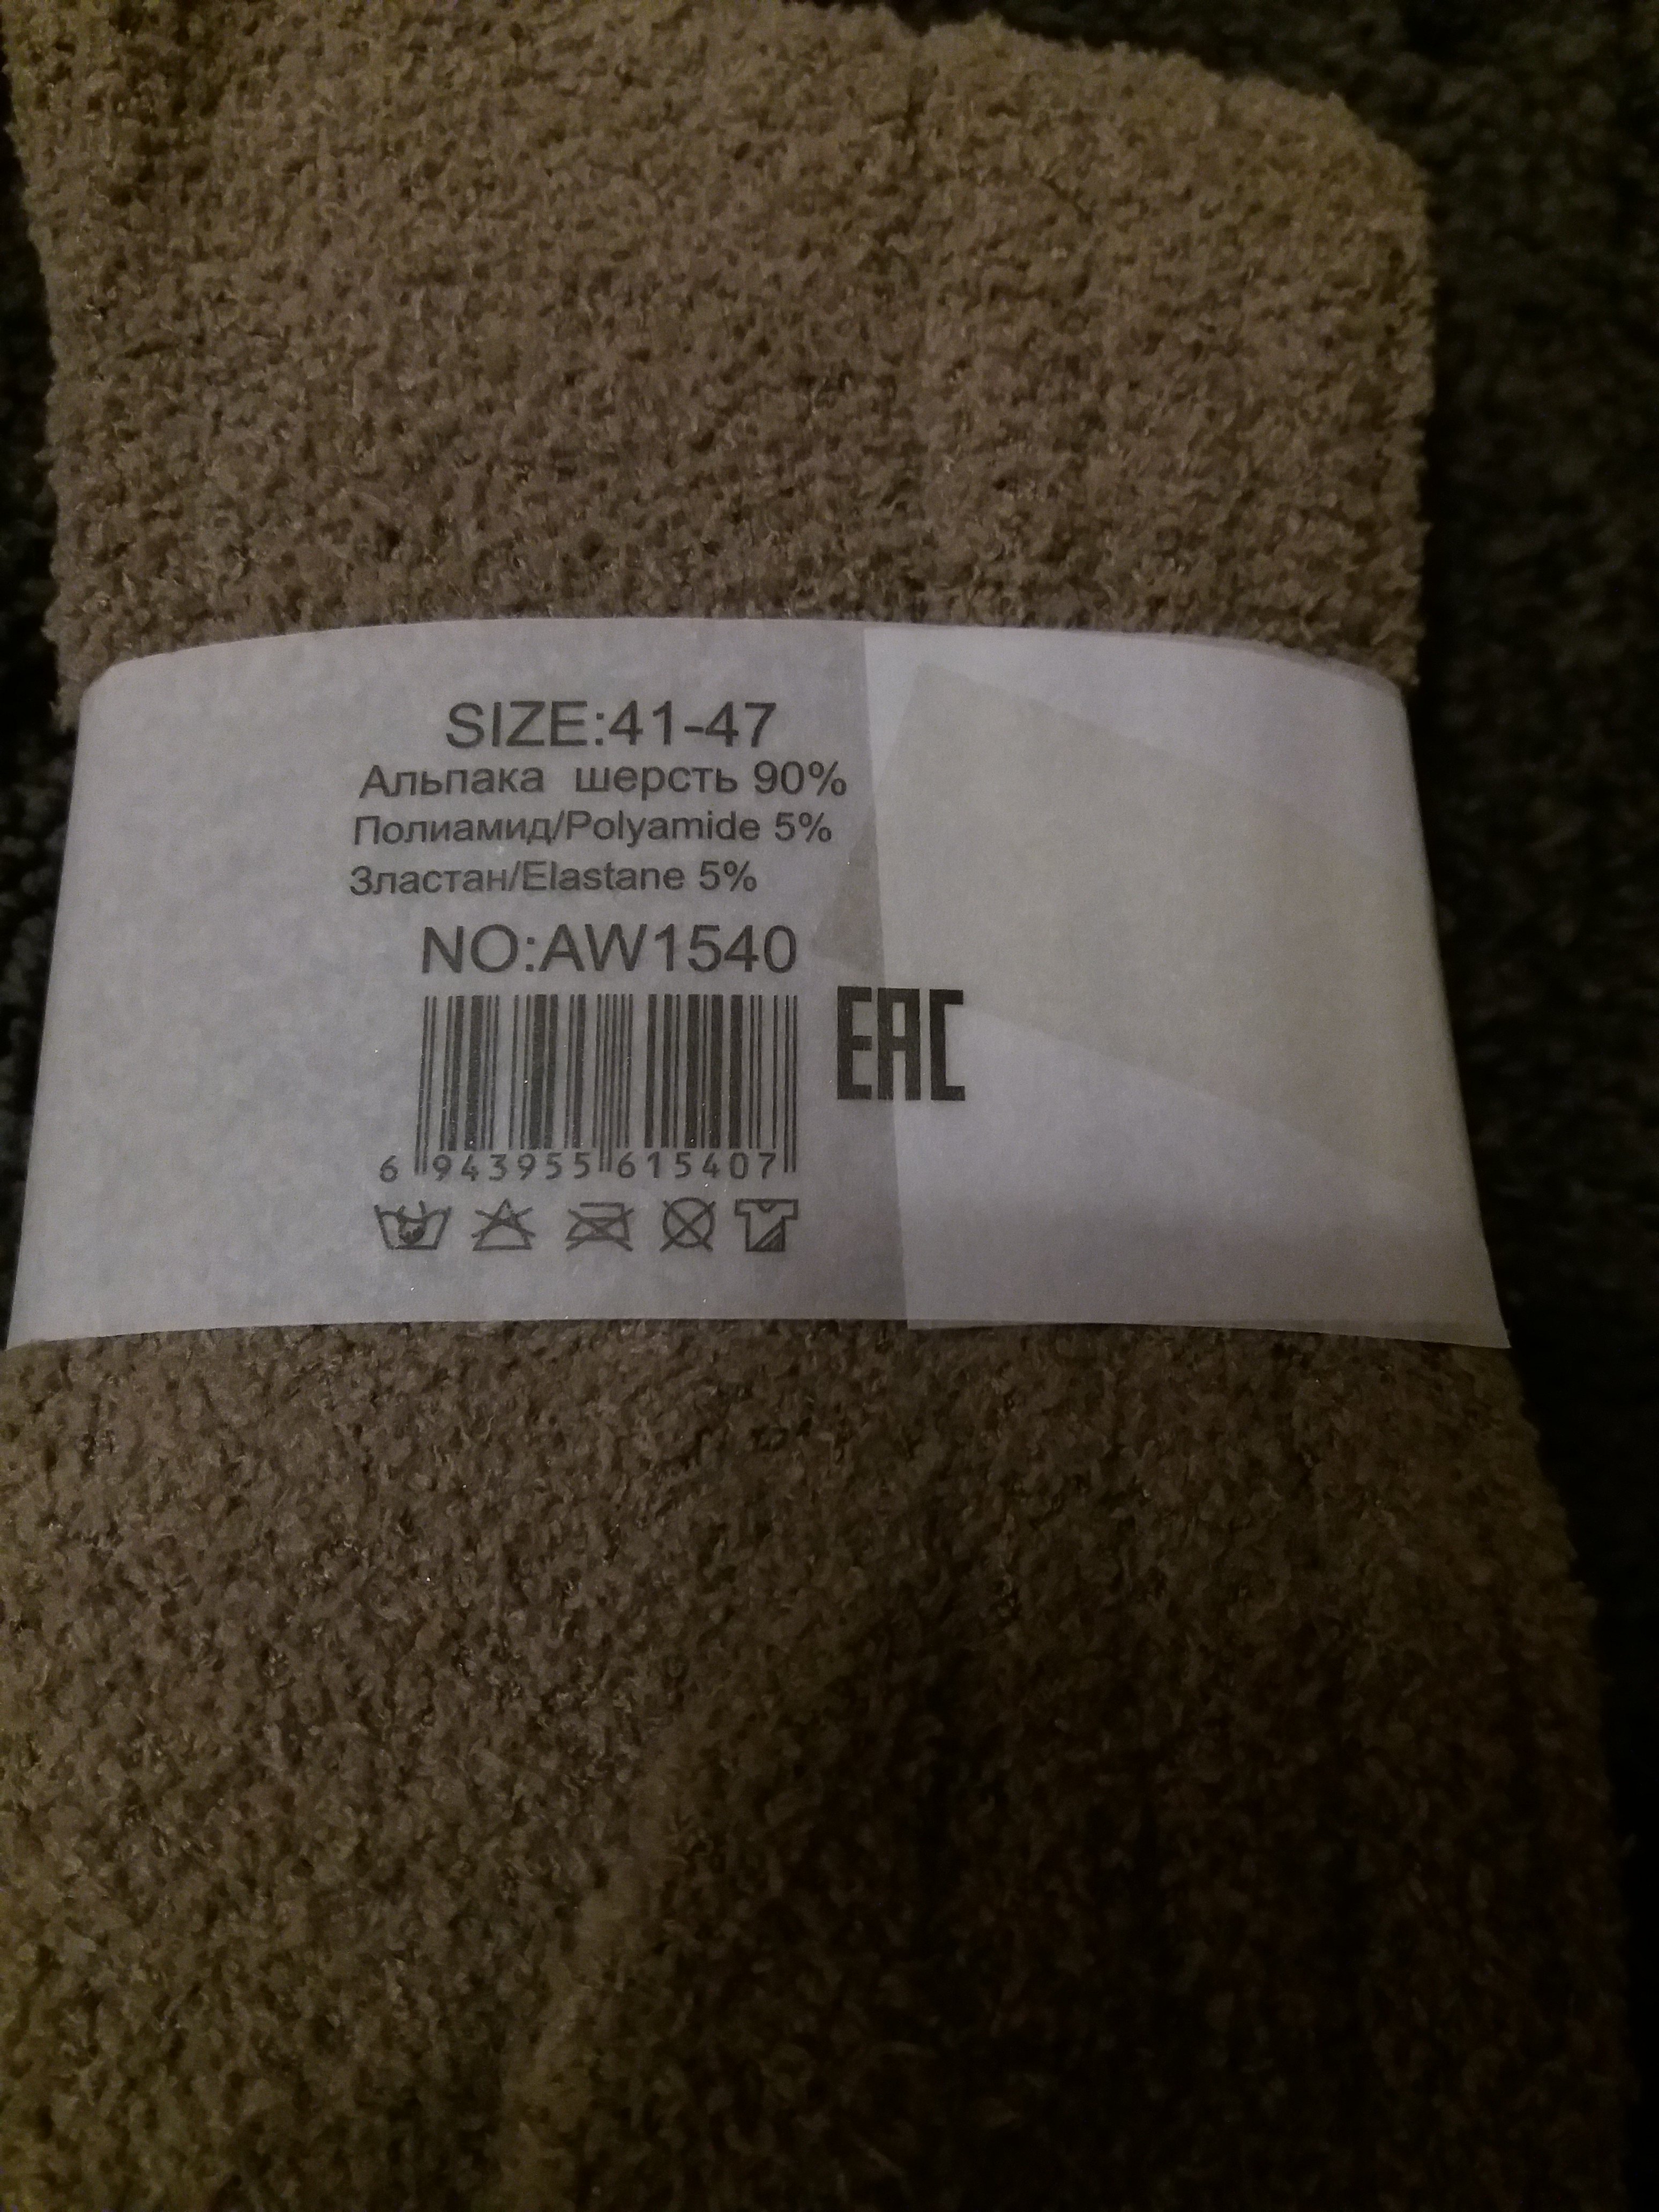 SIZE:41-47
Альпака шерсть 90%
Полиамид/Polyamide 5%
Зластан/Elastane 5%
NO:AW1540
EAC
6 943955 615407